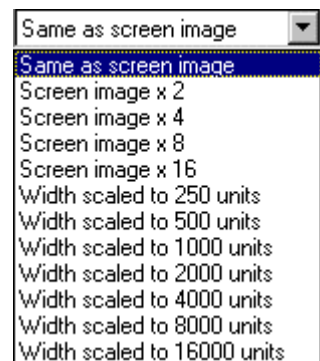 Same as screen image
Same as screen image
Screen image x 2
Screen image x 4
Screen image x 8
Screen image x 16
Width scaled to 250 units
Width scaled to 500 units
Width scaled to 1000 units
Width scaled to 2000 units
Width scaled to 4000 units
Width scaled to 8000 units
Width scaled to 16000 units